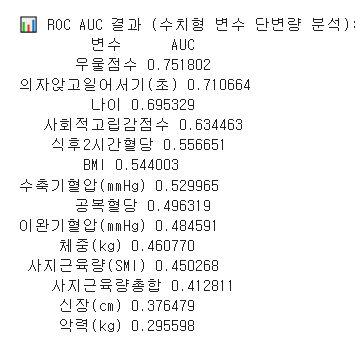 📊 ROC AUC 결과 (수치형 변수 단변량 분석):
변수 AUC
우울점수 0.751802
의자앉고일어서기(초) 0.710664
나이 0.695329
사회적고립감점수 0.634463
식후2시간혈당 0.556651
BMI 0.544003
수축기혈압(mmHg) 0.529965
공복혈당 0.496319
이완기혈압(mmHg) 0.484591
체중(kg) 0.460770
사지근육량(SMI) 0.450268
사지근육량총합 0.412811
신장(cm) 0.376479
악력(kg) 0.295598